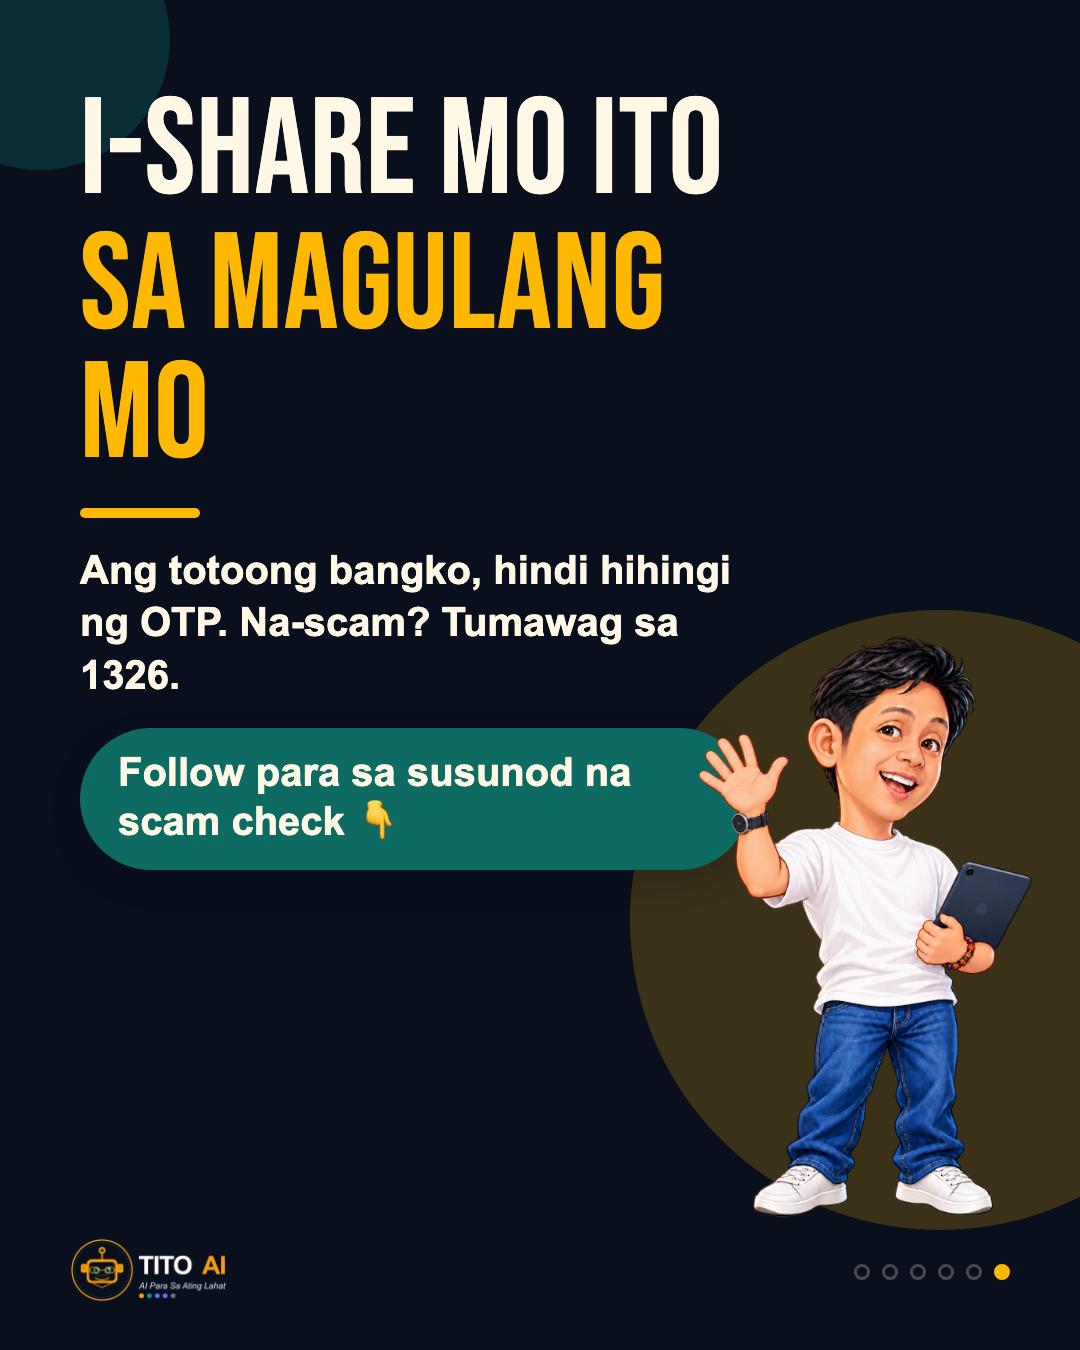 I-SHARE MO ITO
SA MAGULANG
MO
Ang totoong bangko, hindi hihingi
ng OTP. Na-scam? Tumawag sa
1326.
Follow para sa susunod na
scam check 👇
TITO AI
AI Para Sa Ating Lahat